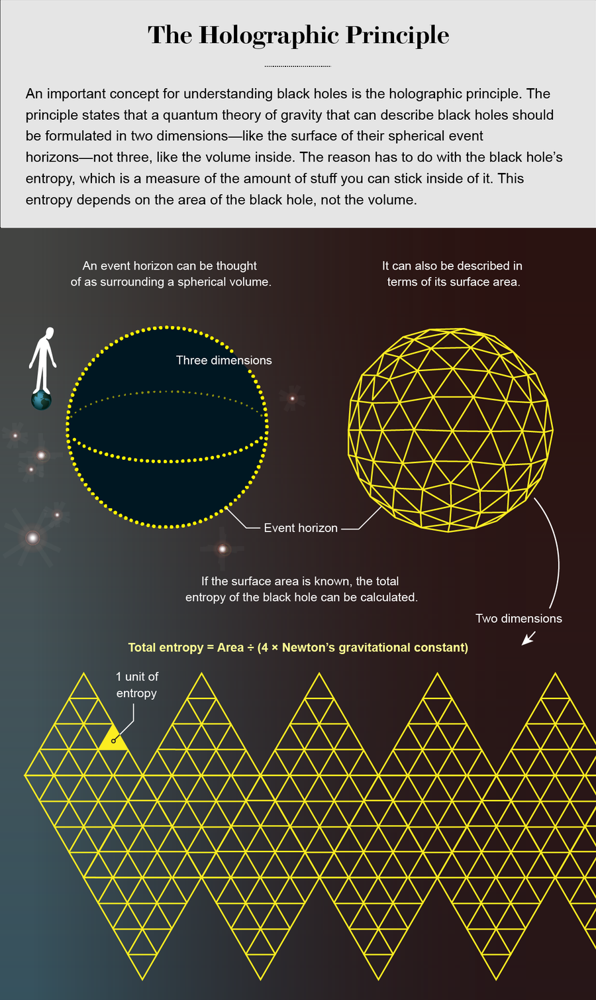 The Holographic Principle
An important concept for understanding black holes is the holographic principle. The
principle states that a quantum theory of gravity that can describe black holes should
be formulated in two dimensions—like the surface of their spherical event
horizons—not three, like the volume inside. The reason has to do with the black hole’s
entropy, which is a measure of the amount of stuff you can stick inside of it. This
entropy depends on the area of the black hole, not the volume.
An event horizon can be thought
of as surrounding a spherical volume.
It can also be described in
terms of its surface area.
Three dimensions
Event horizon
If the surface area is known, the total
entropy of the black hole can be calculated.
Two dimensions
Total entropy = Area ÷ (4 × Newton’s gravitational constant)
1 unit of
entropy